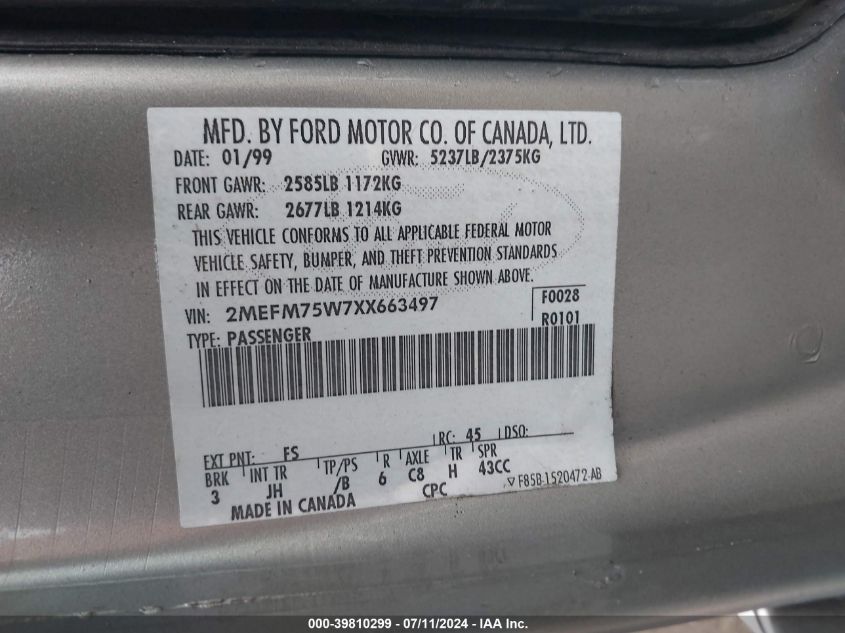 MFD. BY FORD MOTOR CO. OF CANADA, LTD.
DATE: 01/99 GVWR: 5237LB/2375KG
FRONT GAWR: 2585LB 1172KG
REAR GAWR: 2677LB 1214KG
THIS VEHICLE CONFORMS TO ALL APPLICABLE FEDERAL MOTOR
VEHICLE SAFETY, BUMPER, AND THEFT PREVENTION STANDARDS
IN EFFECT ON THE DATE OF MANUFACTURE SHOWN ABOVE.
VIN: 2MEFM75W7XX663497 F0028
TYPE: PASSENGER R0101
EXT PNT: FS RC: 45 DSO:
BRK INT TR TP/PS R AXLE TR SPR
3 JH /B 6 C8 H 43CC
MADE IN CANADA CPC F85B-1520472-AB
000-39810299 - 07/11/2024 - IAA Inc.